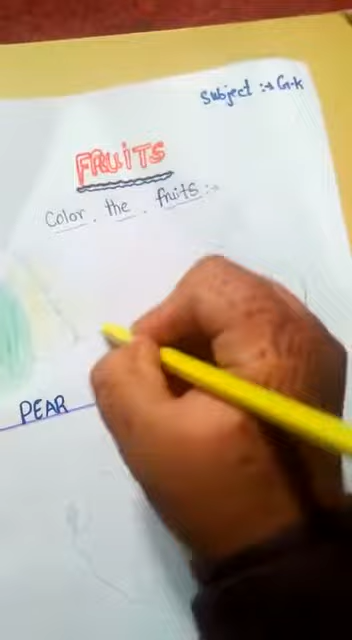 Subject :→ G.k
FRUITS
Color . the . fruits :→
PEAR